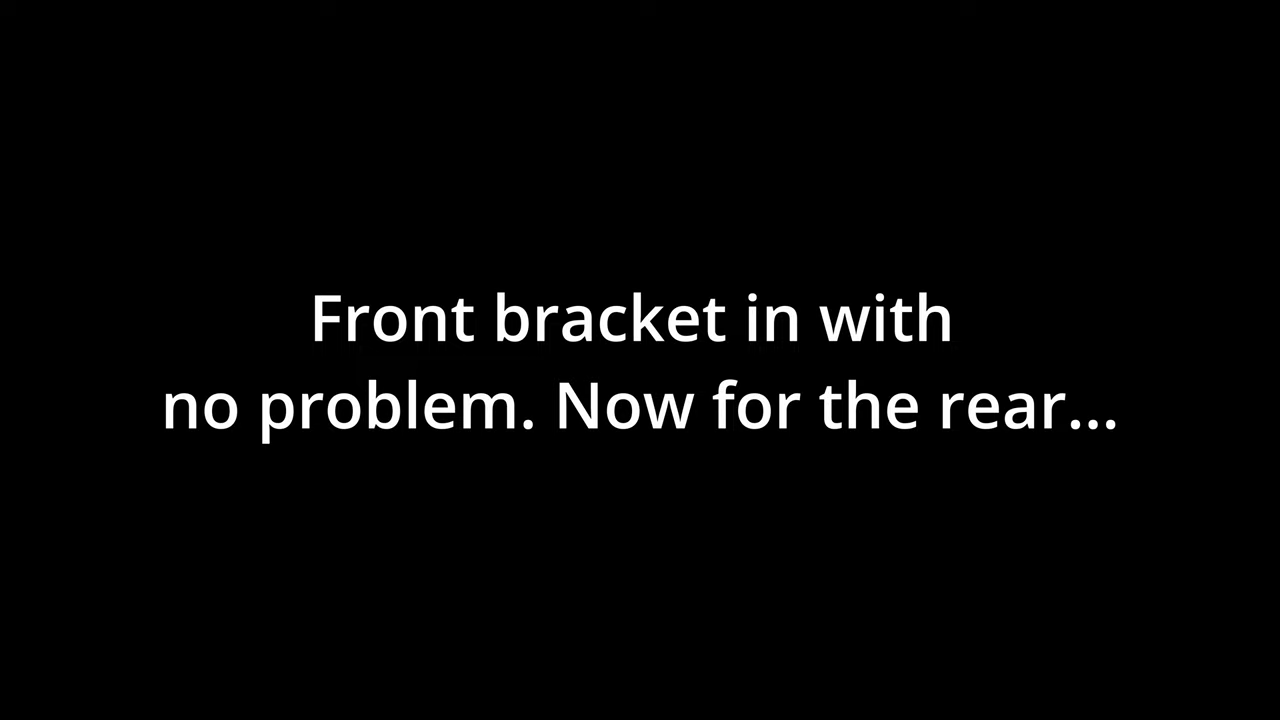 Front bracket in with
no problem. Now for the rear...